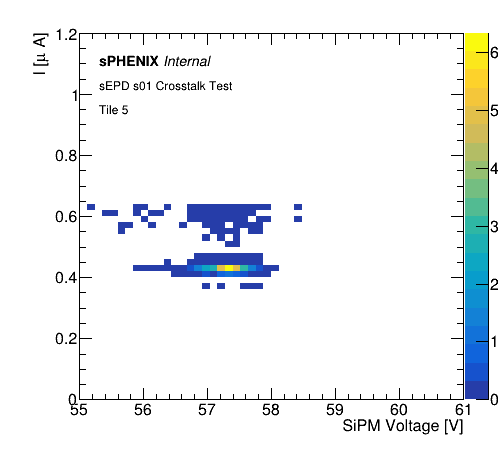 I [μ A]
1.2
1
0.8
0.6
0.4
0.2
0
sPHENIX Internal
sEPD s01 Crosstalk Test
Tile 5
55 56 57 58 59 60 61
SiPM Voltage [V]
6
5
4
3
2
1
0